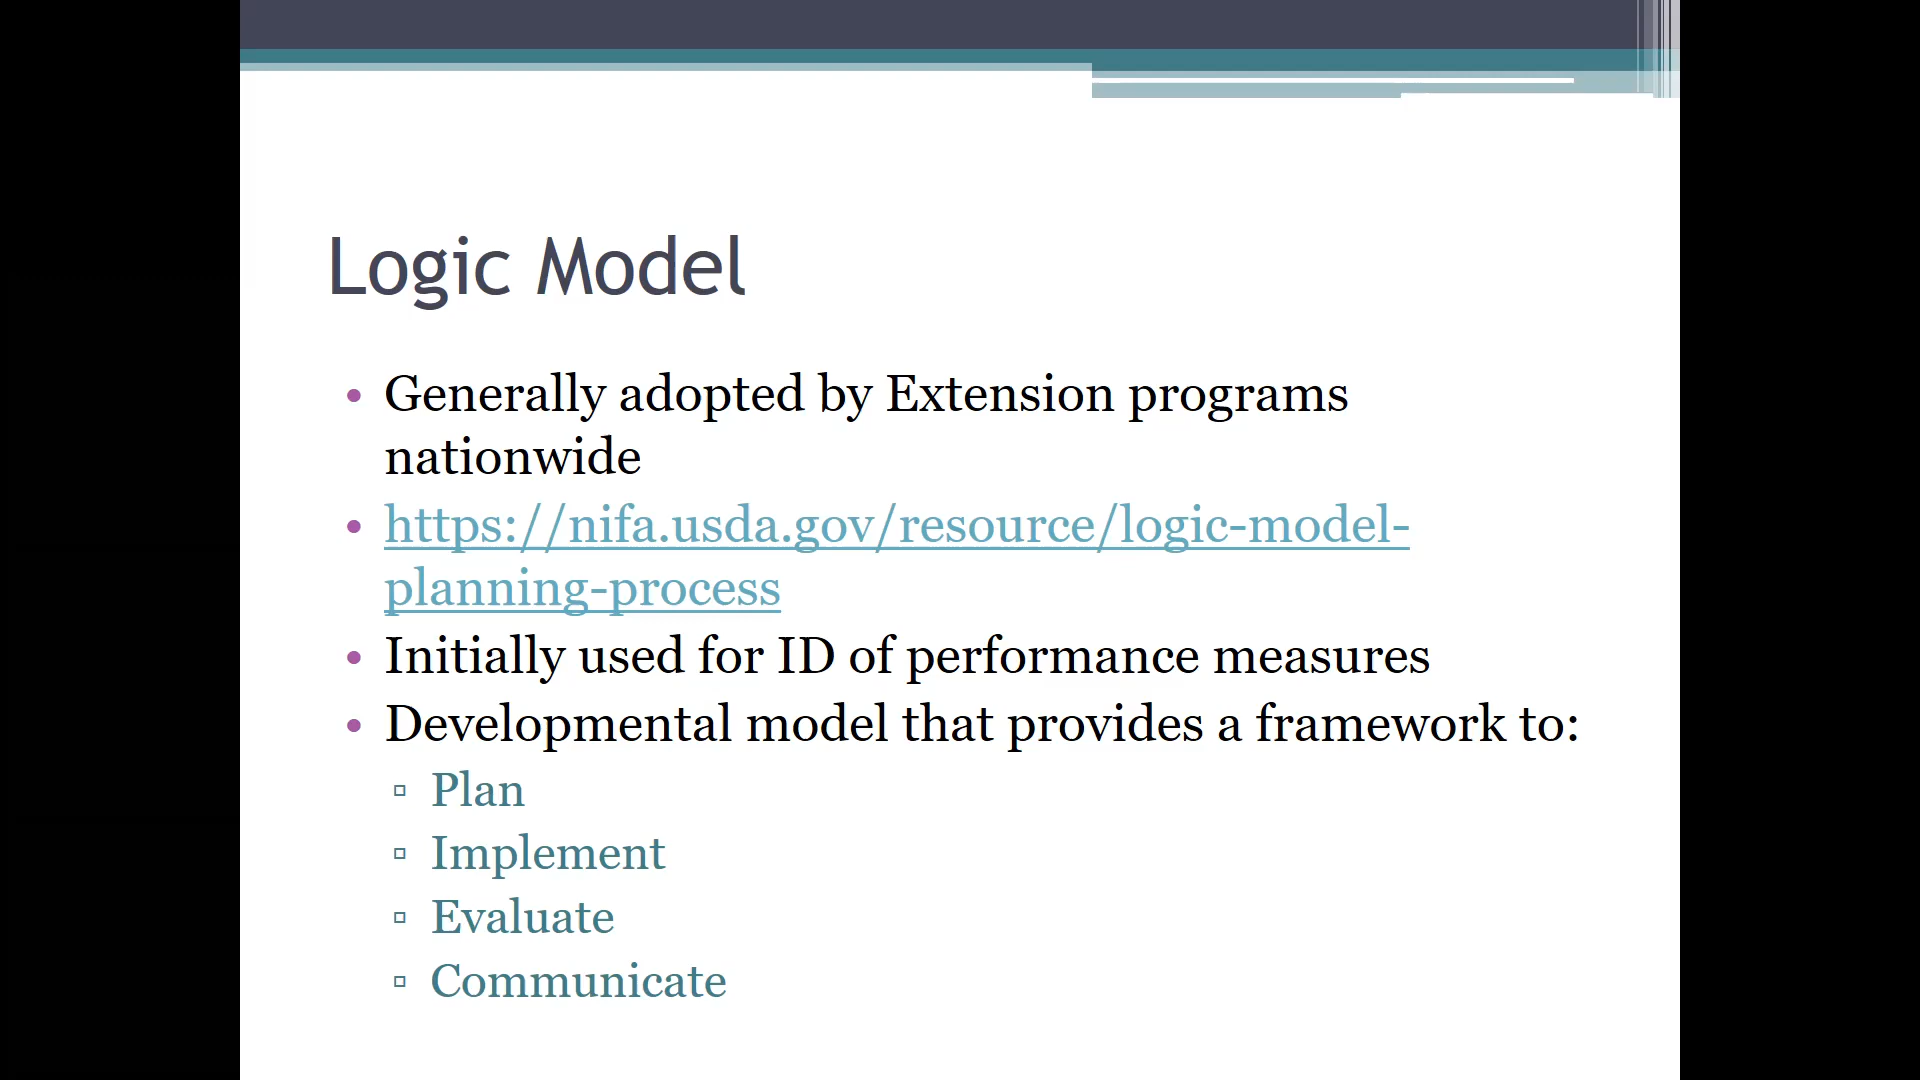 Logic Model
• Generally adopted by Extension programs
nationwide
• https://nifa.usda.gov/resource/logic-model-
planning-process
• Initially used for ID of performance measures
• Developmental model that provides a framework to:
▫ Plan
▫ Implement
▫ Evaluate
▫ Communicate